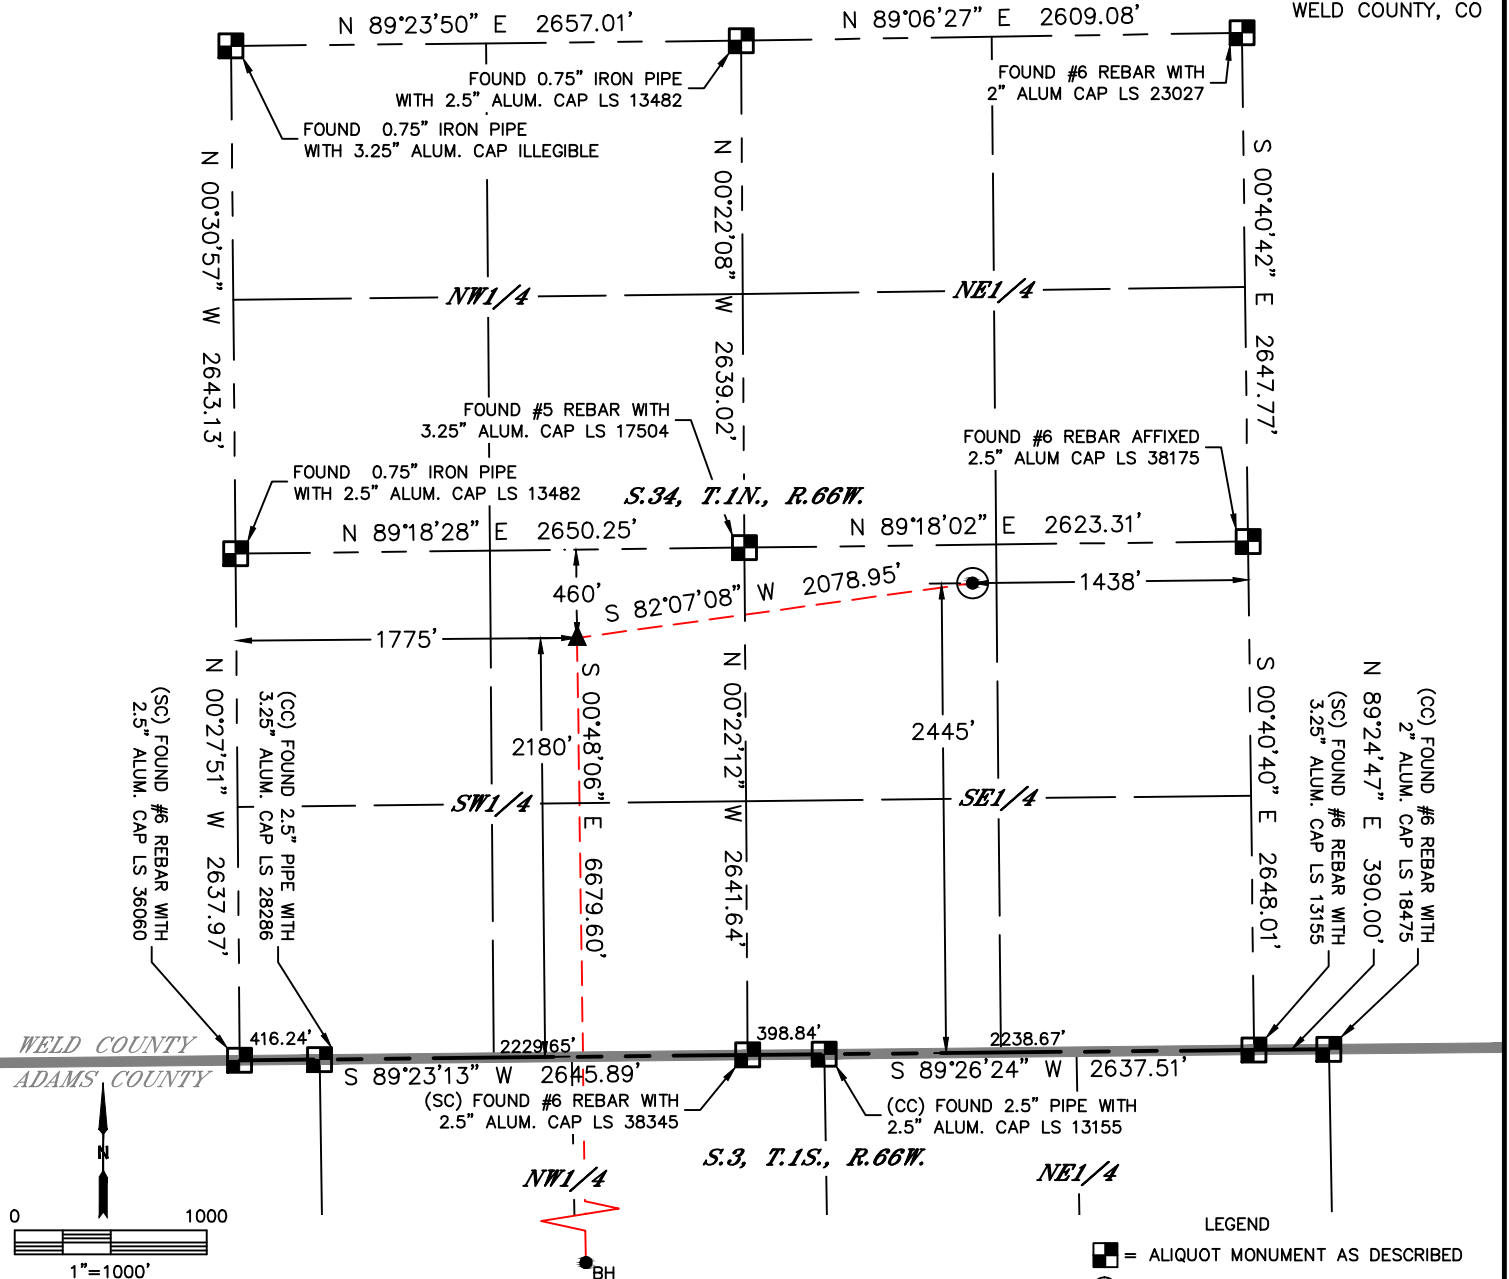 WELD COUNTY, CO
N 89°23'50" E 2657.01'
N 89°06'27" E 2609.08'
FOUND 0.75" IRON PIPE
WITH 2.5" ALUM. CAP LS 13482
FOUND #6 REBAR WITH
2" ALUM CAP LS 23027
FOUND 0.75" IRON PIPE
WITH 3.25" ALUM. CAP ILLEGIBLE
N 00°30'57" W 2643.13'
N 00°22'08" W 2639.02'
S 00°40'42" E 2647.77'
NW1/4
NE1/4
FOUND #5 REBAR WITH
3.25" ALUM. CAP LS 17504
FOUND #6 REBAR AFFIXED
2.5" ALUM CAP LS 38175
FOUND 0.75" IRON PIPE
WITH 2.5" ALUM. CAP LS 13482
S.34, T.1N., R.66W.
N 89°18'28" E 2650.25'
N 89°18'02" E 2623.31'
460'
S 82°07'08" W 2078.95'
1438'
1775'
2180'
2445'
(SC) FOUND #6 REBAR WITH
2.5" ALUM. CAP LS 36060
N 00°27'51" W 2637.97'
(CC) FOUND 2.5" PIPE WITH
3.25" ALUM. CAP LS 28286
S 00°48'06" E 6679.60'
N 00°22'12" W 2641.64'
S 00°40'40" E 2648.01'
(SC) FOUND #6 REBAR WITH
3.25" ALUM. CAP LS 13155
N 89°24'47" E 390.00'
(CC) FOUND #6 REBAR WITH
2" ALUM. CAP LS 18475
SW1/4
SE1/4
WELD COUNTY
ADAMS COUNTY
416.24'
2229.65'
398.84'
2238.67'
S 89°23'13" W 2645.89'
S 89°26'24" W 2637.51'
(SC) FOUND #6 REBAR WITH
2.5" ALUM. CAP LS 38345
(CC) FOUND 2.5" PIPE WITH
2.5" ALUM. CAP LS 13155
S.3, T.1S., R.66W.
NW1/4
NE1/4
N
0 1000
1"=1000'
BH
LEGEND
= ALIQUOT MONUMENT AS DESCRIBED